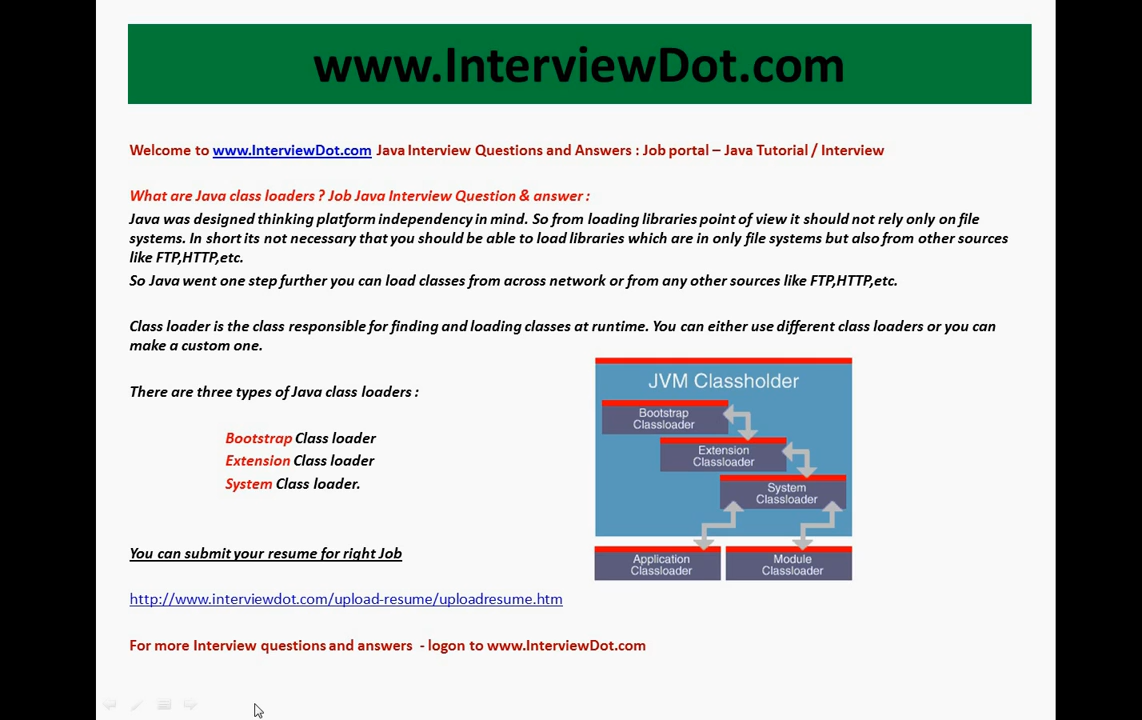 www.InterviewDot.com
Welcome to www.InterviewDot.com Java Interview Questions and Answers : Job portal – Java Tutorial / Interview
What are Java class loaders ? Job Java Interview Question & answer :
Java was designed thinking platform independency in mind. So from loading libraries point of view it should not rely only on file
systems. In short its not necessary that you should be able to load libraries which are in only file systems but also from other sources
like FTP,HTTP,etc.
So Java went one step further you can load classes from across network or from any other sources like FTP,HTTP,etc.
Class loader is the class responsible for finding and loading classes at runtime. You can either use different class loaders or you can
make a custom one.
There are three types of Java class loaders :
Bootstrap Class loader
Extension Class loader
System Class loader.
JVM Classholder
Bootstrap
Classloader
Extension
Classloader
System
Classloader
Application
Classloader
Module
Classloader
You can submit your resume for right Job
http://www.interviewdot.com/upload-resume/uploadresume.htm
For more Interview questions and answers - logon to www.InterviewDot.com